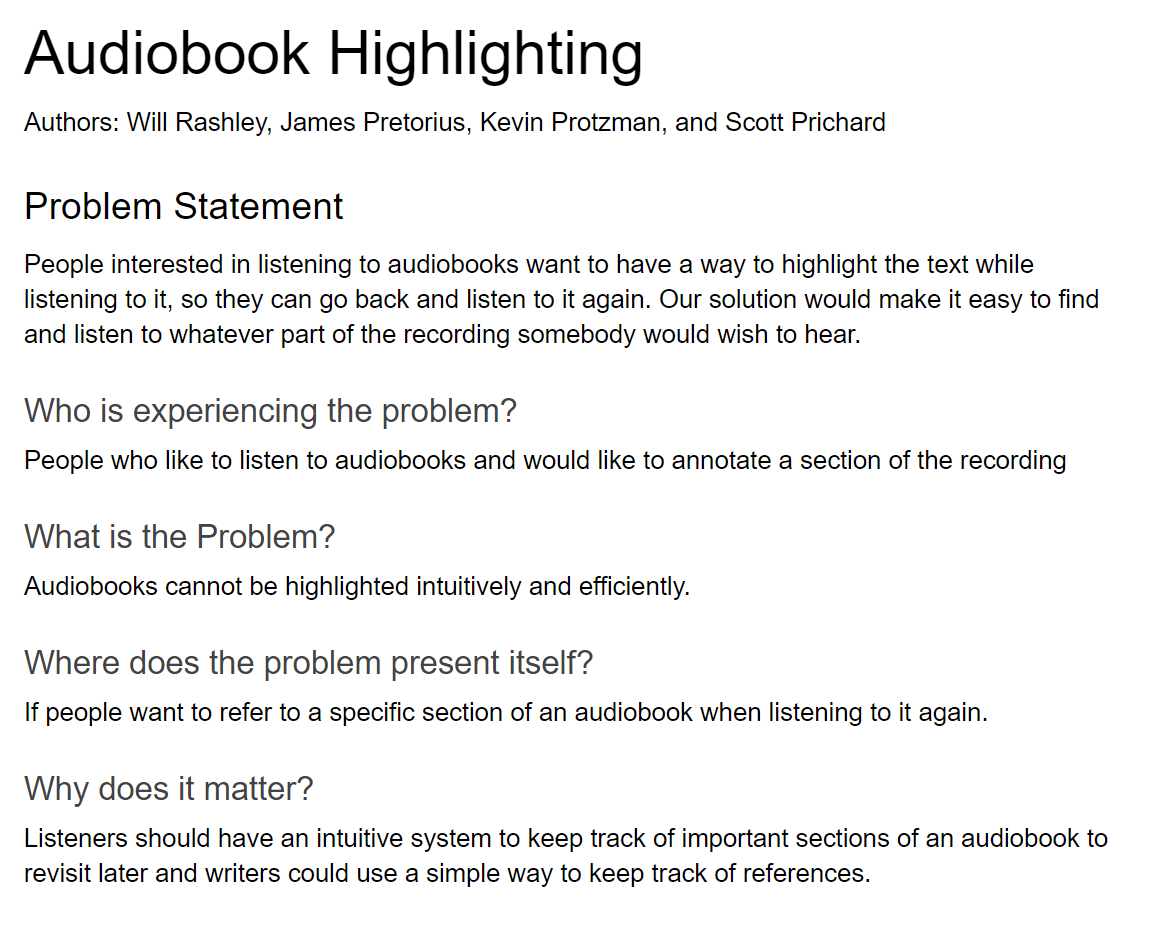 Audiobook Highlighting
Authors: Will Rashley, James Pretorius, Kevin Protzman, and Scott Prichard
Problem Statement
People interested in listening to audiobooks want to have a way to highlight the text while
listening to it, so they can go back and listen to it again. Our solution would make it easy to find
and listen to whatever part of the recording somebody would wish to hear.
Who is experiencing the problem?
People who like to listen to audiobooks and would like to annotate a section of the recording
What is the Problem?
Audiobooks cannot be highlighted intuitively and efficiently.
Where does the problem present itself?
If people want to refer to a specific section of an audiobook when listening to it again.
Why does it matter?
Listeners should have an intuitive system to keep track of important sections of an audiobook to
revisit later and writers could use a simple way to keep track of references.